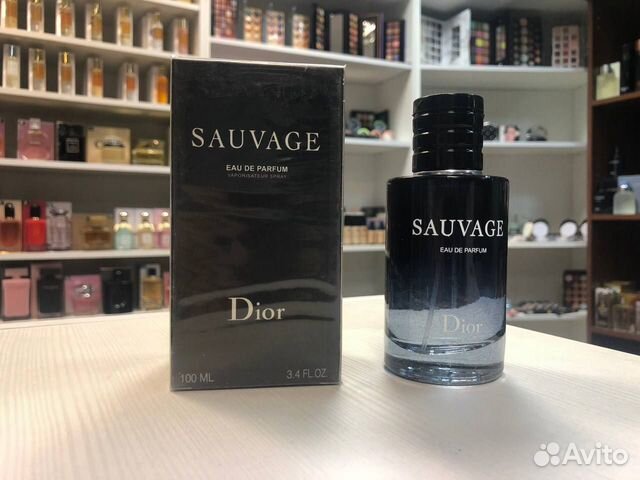 SAUVAGE
EAU DE PARFUM
VAPORISATEUR SPRAY
Dior
100 ML 3.4 FL.OZ.
SAUVAGE
EAU DE PARFUM
Dior
Avito